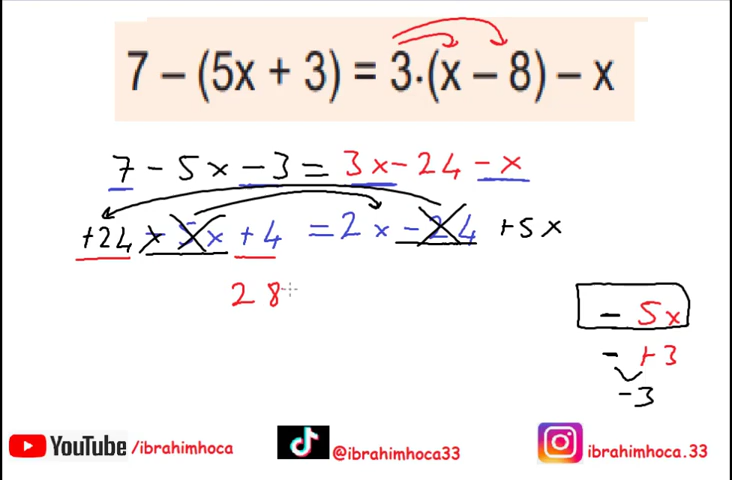 7 – (5x + 3) = 3·(x – 8) – x
7 - 5x - 3 = 3x - 24 - x
+24 - 5x + 4 = 2x - 24 + 5x
28
- 5x
- +3
-3
YouTube /ibrahimhoca
@ibrahimhoca33
ibrahimhoca.33